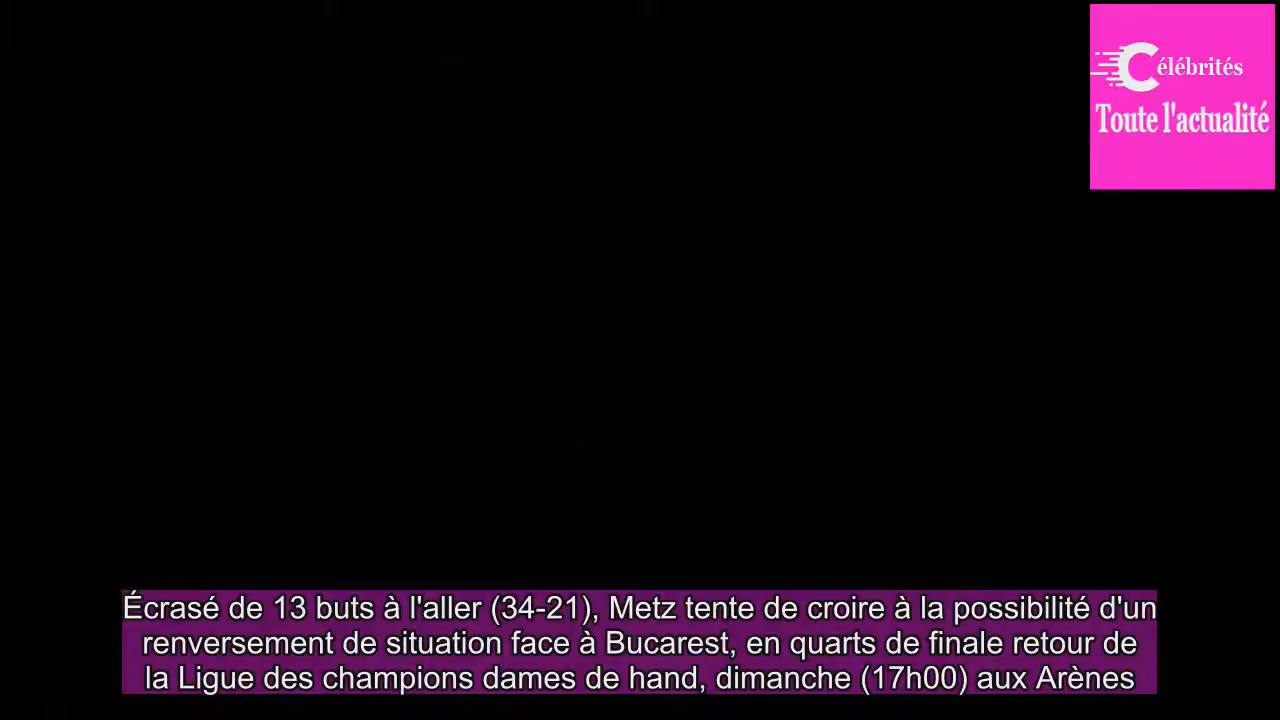 Célébrités
Toute l'actualité
Écrasé de 13 buts à l'aller (34-21), Metz tente de croire à la possibilité d'un
renversement de situation face à Bucarest, en quarts de finale retour de
la Ligue des champions dames de hand, dimanche (17h00) aux Arènes